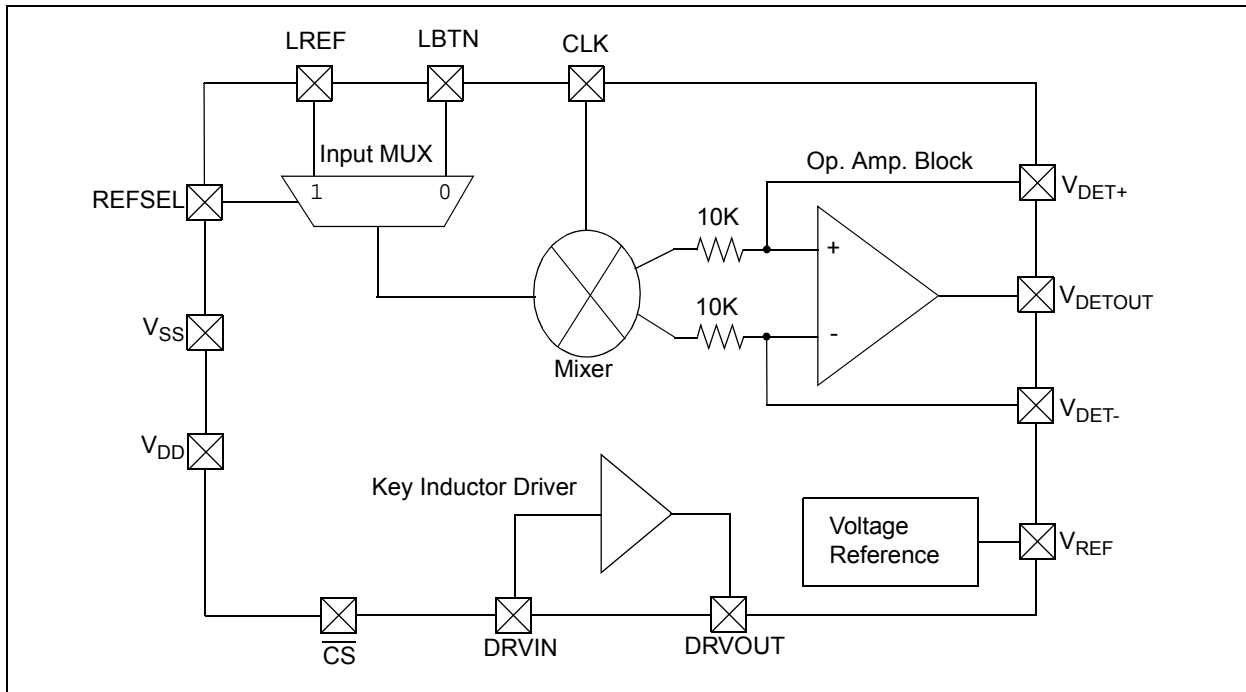 LREF
LBTN
CLK
Input MUX
Op. Amp. Block
REFSEL
1
0
VDET+
10K
+
VSS
10K
VDETOUT
-
Mixer
VDET-
VDD
Key Inductor Driver
Voltage
Reference
VREF
CS
DRVIN
DRVOUT